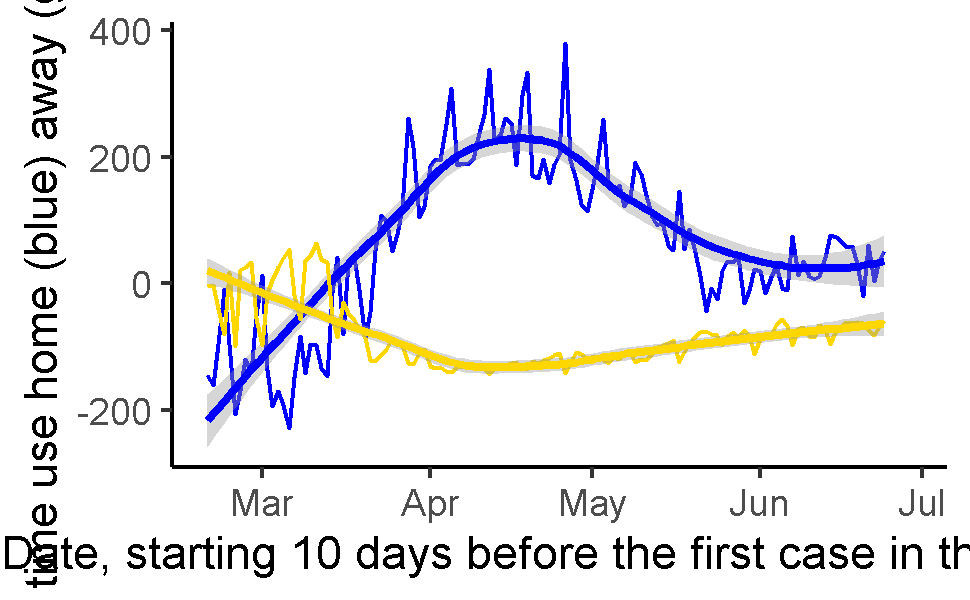 400
200
0
-200
time use home (blue) away (
Mar Apr May Jun Jul
Date, starting 10 days before the first case in th